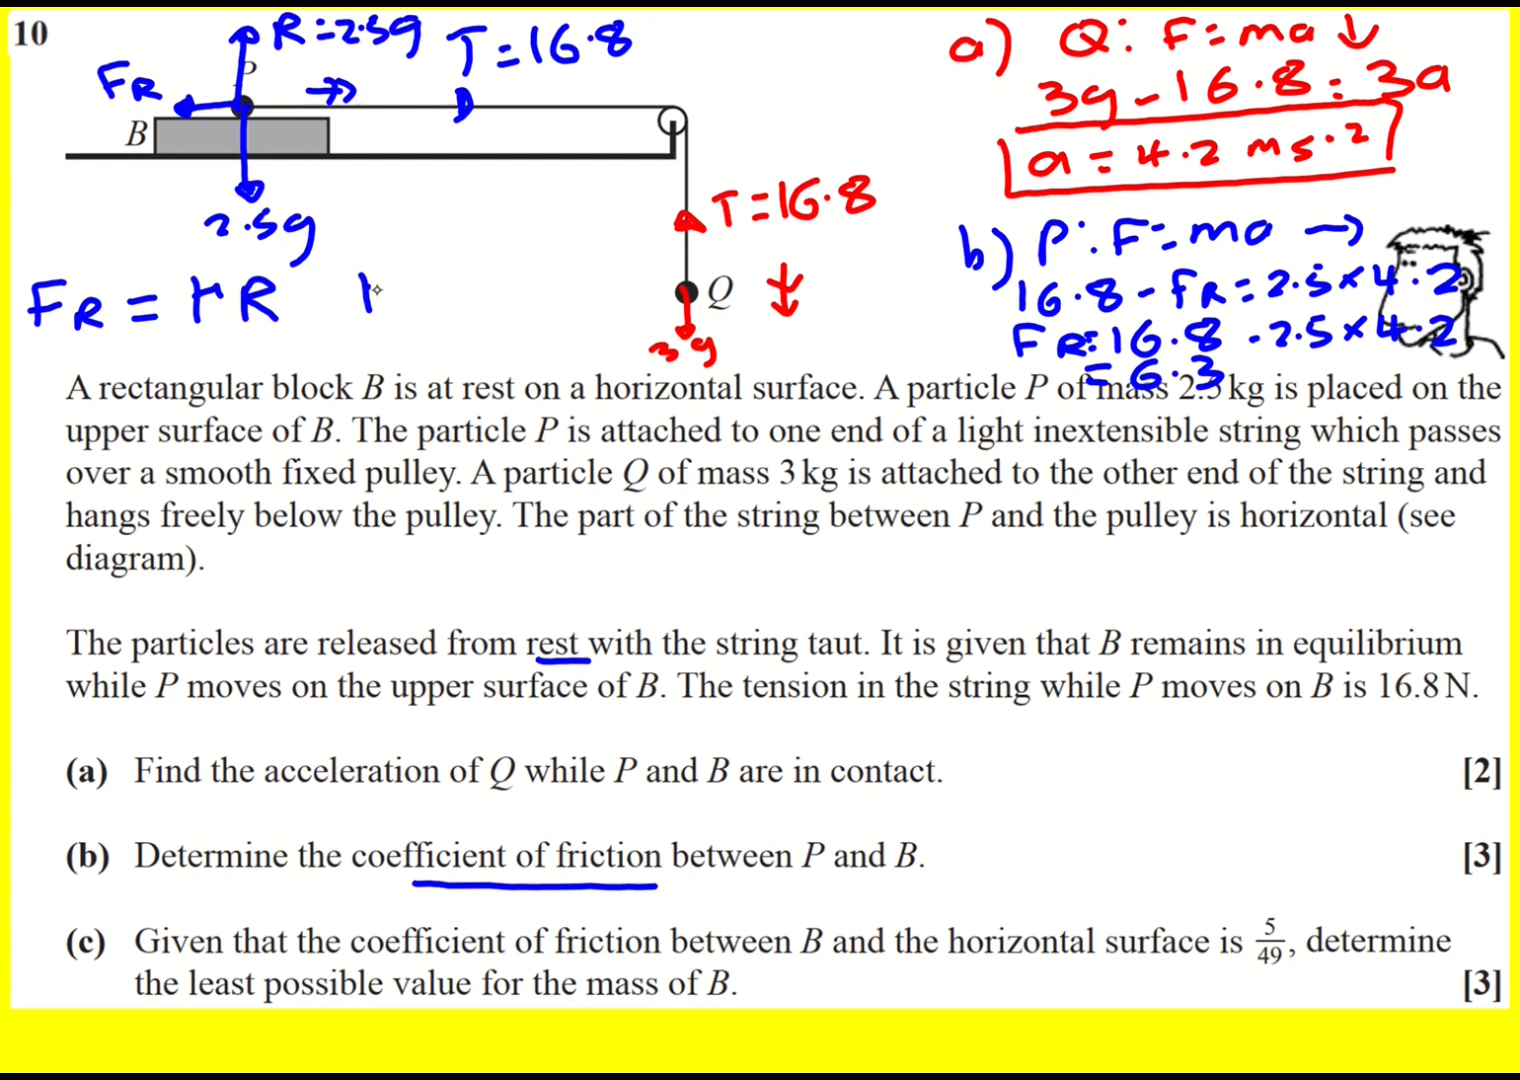 10
R = 2.5g
T = 16.8
FR
P
B
2.5g
FR = μR
T = 16.8
Q
3g
a) Q: F = ma ↓
3g - 16.8 = 3a
a = 4.2 ms-2
b) P: F = ma →
16.8 - FR = 2.5 × 4.2
FR = 16.8 - 2.5 × 4.2
= 6.3
A rectangular block B is at rest on a horizontal surface. A particle P of mass 2.5 kg is placed on the
upper surface of B. The particle P is attached to one end of a light inextensible string which passes
over a smooth fixed pulley. A particle Q of mass 3 kg is attached to the other end of the string and
hangs freely below the pulley. The part of the string between P and the pulley is horizontal (see
diagram).
The particles are released from rest with the string taut. It is given that B remains in equilibrium
while P moves on the upper surface of B. The tension in the string while P moves on B is 16.8 N.
(a) Find the acceleration of Q while P and B are in contact. [2]
(b) Determine the coefficient of friction between P and B. [3]
(c) Given that the coefficient of friction between B and the horizontal surface is 5/49, determine
the least possible value for the mass of B. [3]